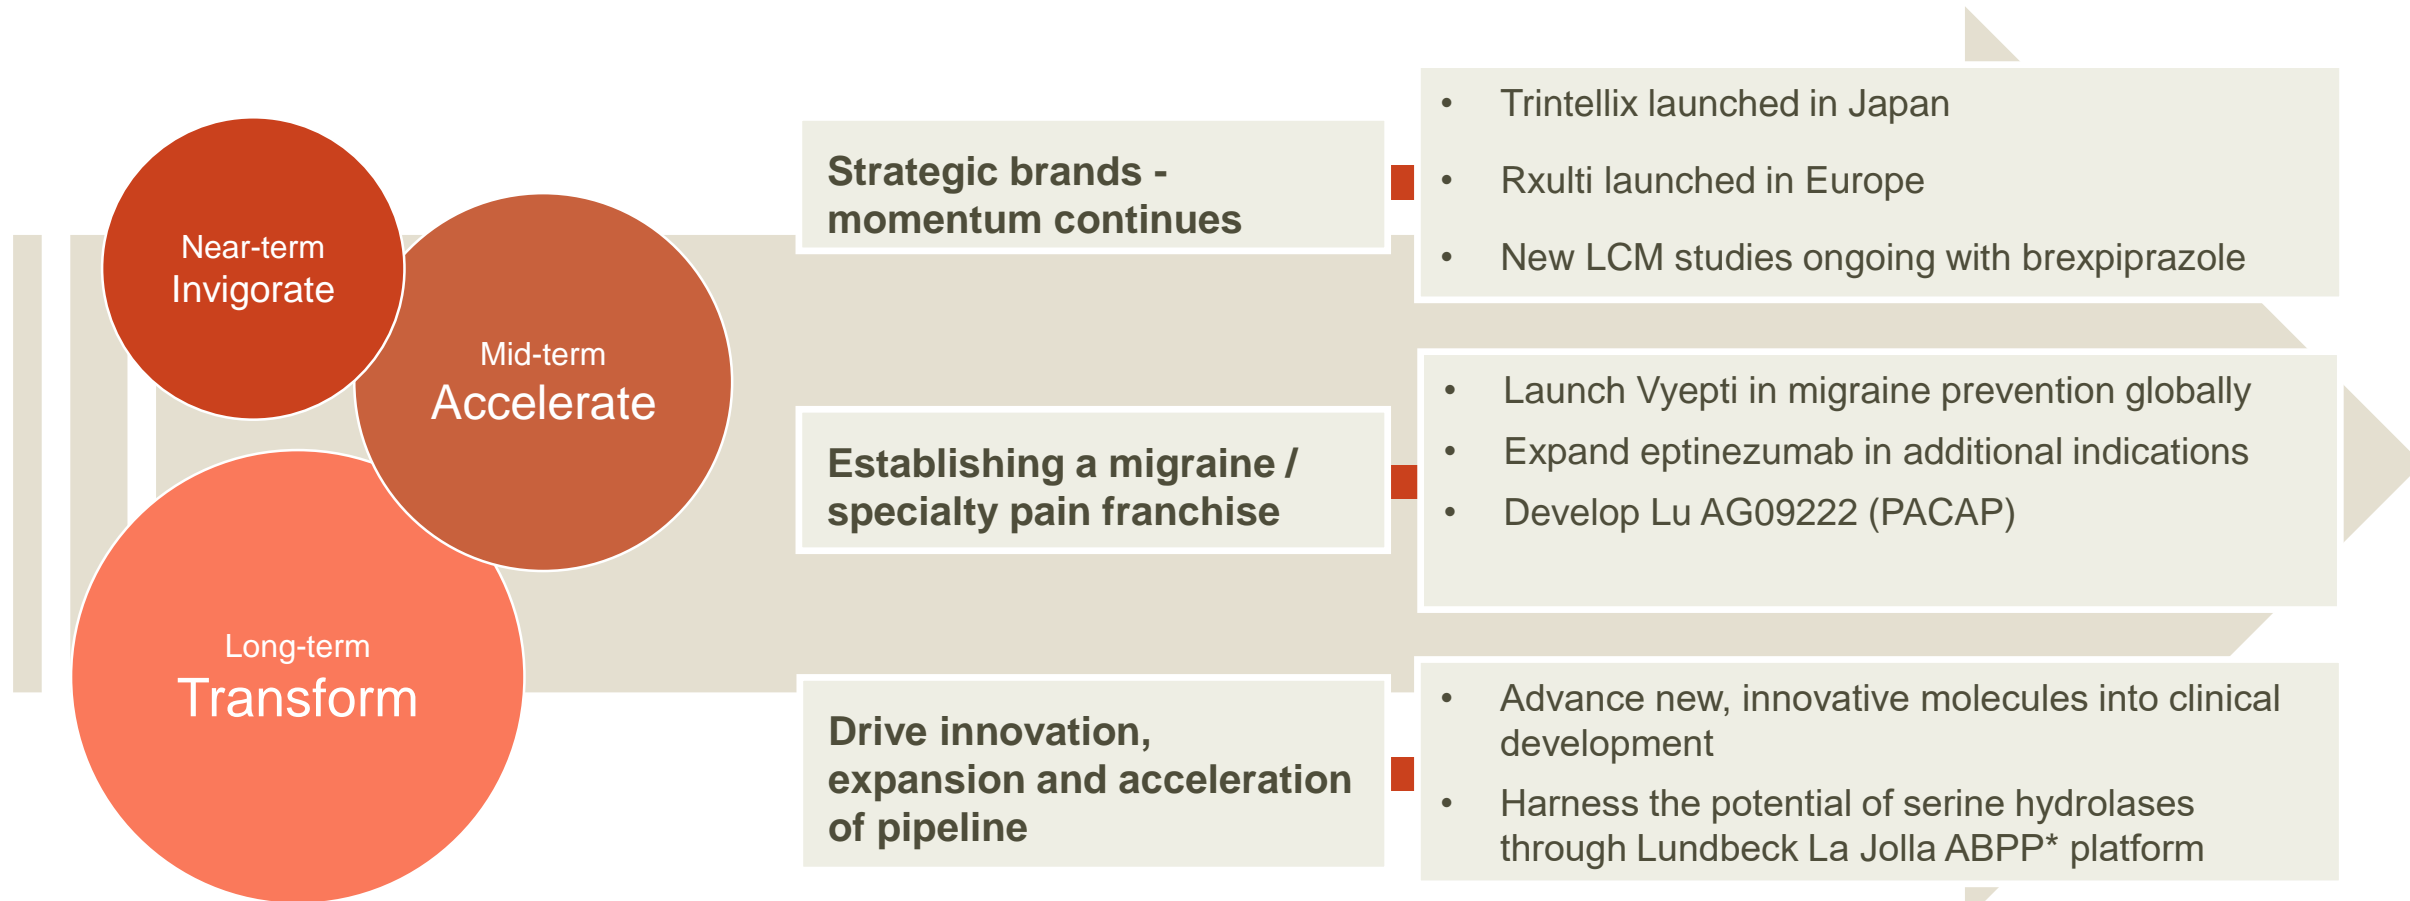 Near-term
Invigorate
Mid-term
Accelerate
Long-term
Transform
Strategic brands -
momentum continues
• Trintellix launched in Japan
• Rxulti launched in Europe
• New LCM studies ongoing with brexpiprazole
Establishing a migraine /
specialty pain franchise
• Launch Vyepti in migraine prevention globally
• Expand eptinezumab in additional indications
• Develop Lu AG09222 (PACAP)
Drive innovation,
expansion and acceleration
of pipeline
• Advance new, innovative molecules into clinical
development
• Harness the potential of serine hydrolases
through Lundbeck La Jolla ABPP* platform